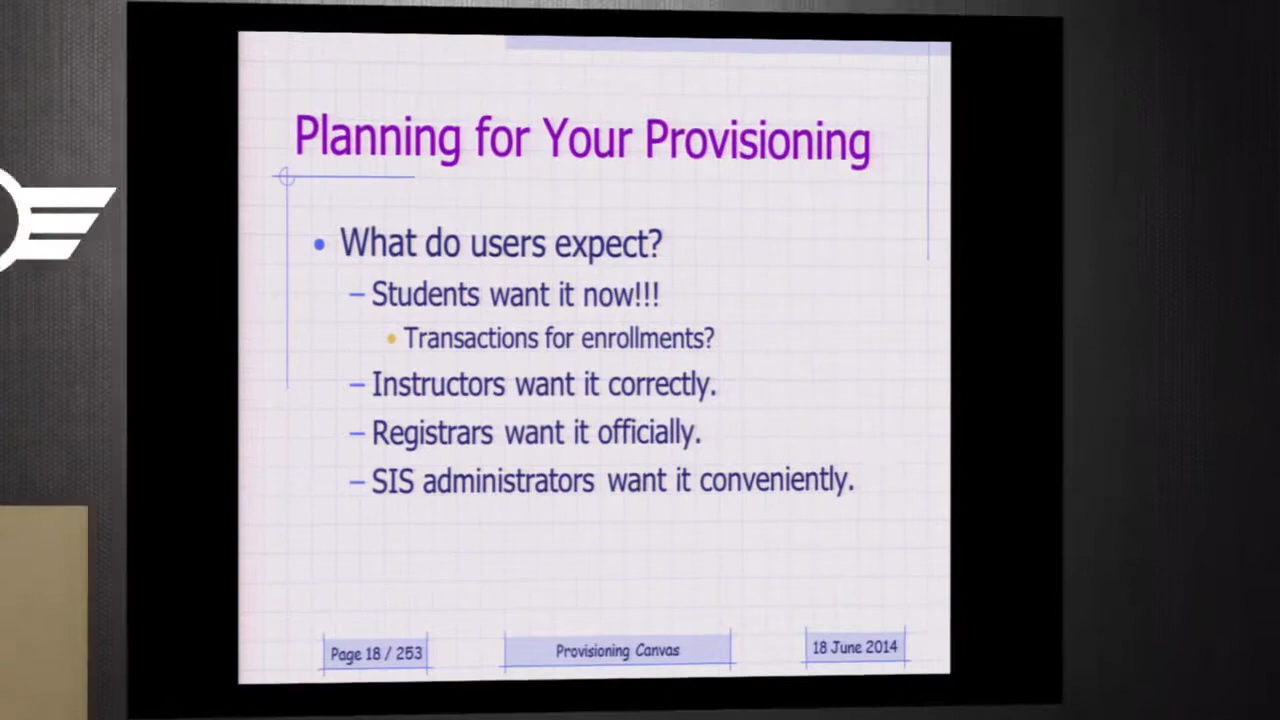 Planning for Your Provisioning
• What do users expect?
– Students want it now!!!
• Transactions for enrollments?
– Instructors want it correctly.
– Registrars want it officially.
– SIS administrators want it conveniently.
Page 18 / 253
Provisioning Canvas
18 June 2014